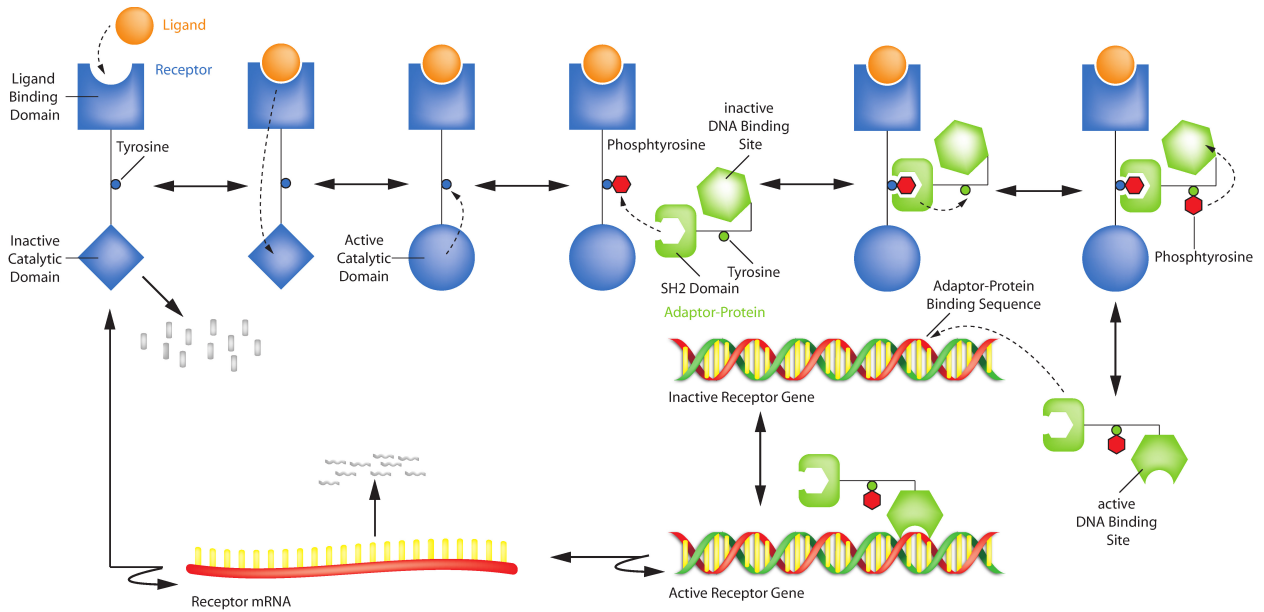 Ligand
Receptor
Ligand
Binding
Domain
Tyrosine
Inactive
Catalytic
Domain
Active
Catalytic
Domain
Phosphtyrosine
inactive
DNA Binding
Site
Tyrosine
SH2 Domain
Adaptor-Protein
Phosphtyrosine
Adaptor-Protein
Binding Sequence
Inactive Receptor Gene
active
DNA Binding
Site
Active Receptor Gene
Receptor mRNA